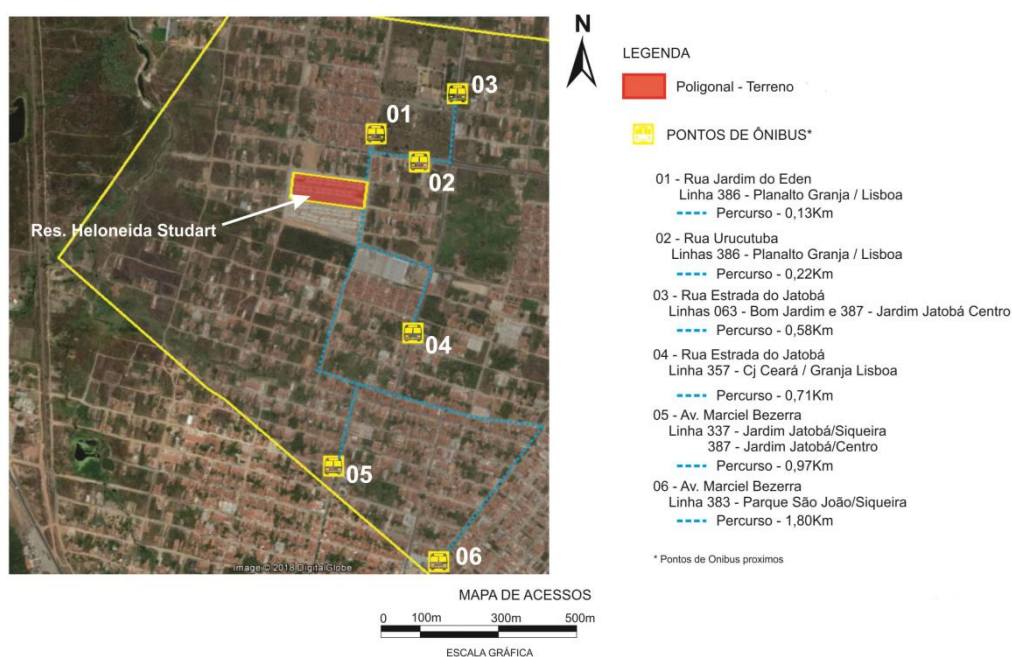 N
03
01
02
Res. Heloneida Studart
04
05
06
image © 2018 DigitalGlobe
LEGENDA
Poligonal - Terreno
PONTOS DE ÔNIBUS*
01 - Rua Jardim do Eden
Linha 386 - Planalto Granja / Lisboa
Percurso - 0,13Km
02 - Rua Urucutuba
Linhas 386 - Planalto Granja / Lisboa
Percurso - 0,22Km
03 - Rua Estrada do Jatobá
Linhas 063 - Bom Jardim e 387 - Jardim Jatobá Centro
Percurso - 0,58Km
04 - Rua Estrada do Jatobá
Linha 357 - Cj Ceará / Granja Lisboa
Percurso - 0,71Km
05 - Av. Marciel Bezerra
Linha 337 - Jardim Jatobá/Siqueira
387 - Jardim Jatobá/Centro
Percurso - 0,97Km
06 - Av. Marciel Bezerra
Linha 383 - Parque São João/Siqueira
Percurso - 1,80Km
* Pontos de Onibus proximos
MAPA DE ACESSOS
0 100m 300m 500m
ESCALA GRÁFICA